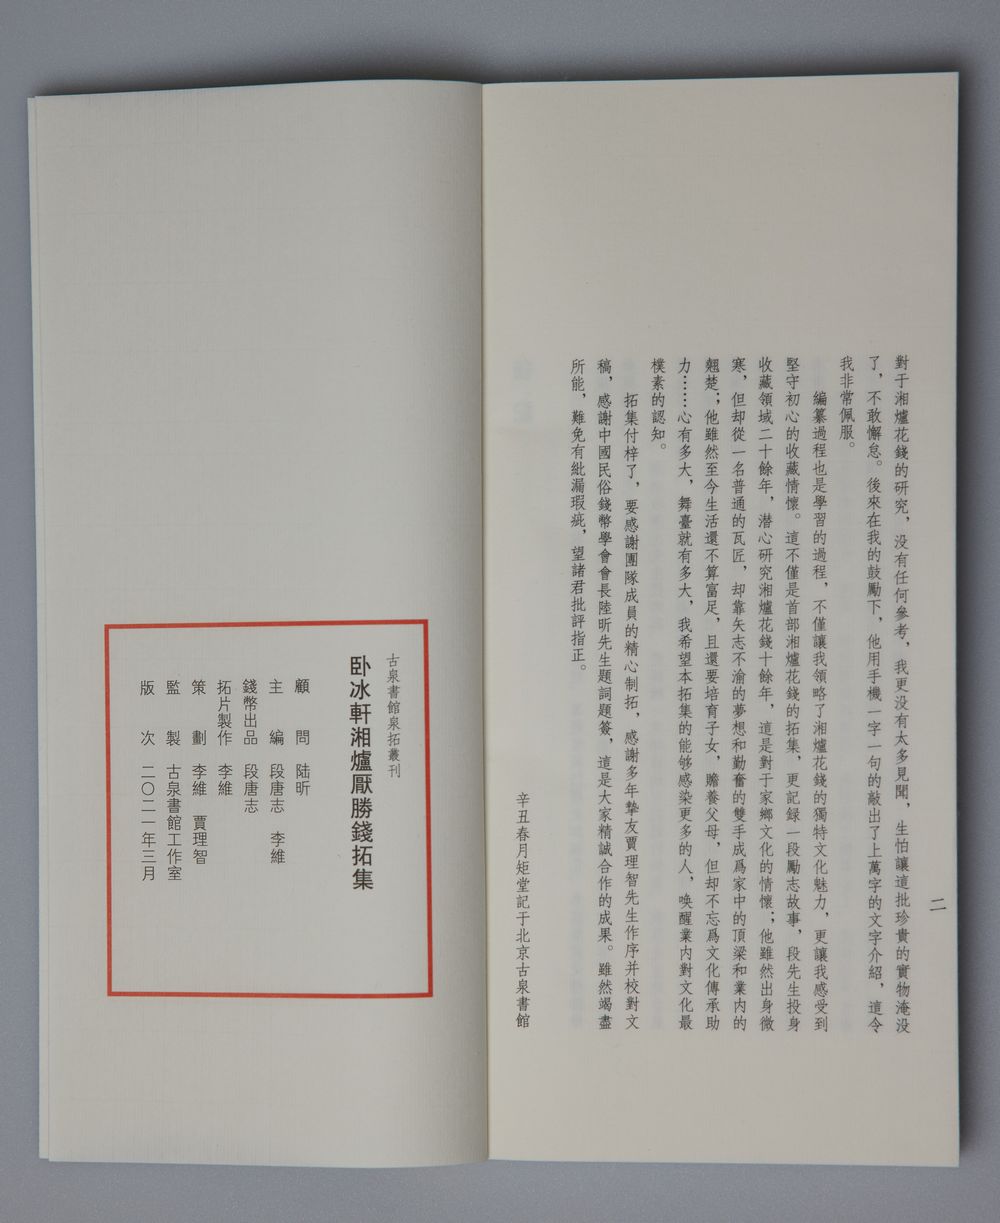 對于湘爐花錢的研究，没有任何參考，我更没有太多見聞，生怕讓這批珍貴的實物淹没
了，不敢懈怠。後來在我的鼓勵下，他用手機一字一句的敲出了上萬字的文字介紹，這令
我非常佩服。
編纂過程也是學習的過程，不僅讓我領略了湘爐花錢的獨特文化魅力，更讓我感受到
堅守初心的收藏情懷。這不僅是首部湘爐花錢的拓集，更記録一段勵志故事，段先生投身
收藏領域二十餘年，潛心研究湘爐花錢十餘年，這是對于家鄉文化的情懷；他雖然出身微
寒，但却從一名普通的瓦匠，却靠矢志不渝的夢想和勤奮的雙手成爲家中的頂梁和業内的
翹楚；他雖然至今生活還不算富足，且還要培育子女，贍養父母，但却不忘爲文化傳承助
力……心有多大，舞臺就有多大，我希望本拓集的能够感染更多的人，唤醒業内對文化最
樸素的認知。
拓集付梓了，要感謝團隊成員的精心制拓，感謝多年摯友賈理智先生作序并校對文
稿，感謝中國民俗錢幣學會會長陸昕先生題詞題簽，這是大家精誠合作的成果。雖然竭盡
所能，難免有紕漏瑕疵，望諸君批評指正。
辛丑春月矩堂記于北京古泉書館
二
古泉書館泉拓叢刊
卧冰軒湘爐厭勝錢拓集
顧問 陆昕
主編 段唐志 李維
錢幣出品 段唐志
拓片製作 李維
策劃 李維 賈理智
監製 古泉書館工作室
版次 二〇二一年三月